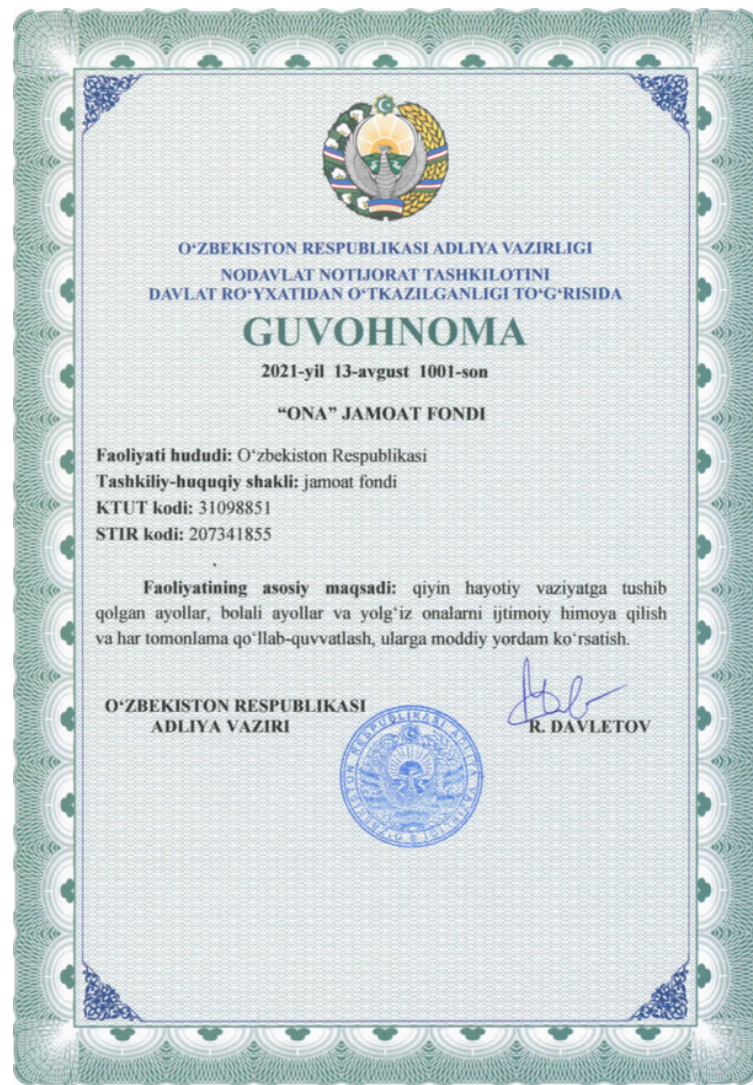 O‘ZBEKISTON RESPUBLIKASI ADLIYA VAZIRLIGI
NODAVLAT NOTIJORAT TASHKILOTINI
DAVLAT RO‘YXATIDAN O‘TKAZILGANLIGI TO‘G‘RISIDA
GUVOHNOMA
2021-yil 13-avgust 1001-son
“ONA” JAMOAT FONDI
Faoliyati hududi: O‘zbekiston Respublikasi
Tashkiliy-huquqiy shakli: jamoat fondi
KTUT kodi: 31098851
STIR kodi: 207341855
Faoliyatining asosiy maqsadi: qiyin hayotiy vaziyatga tushib
qolgan ayollar, bolali ayollar va yolg‘iz onalarni ijtimoiy himoya qilish
va har tomonlama qo‘llab-quvvatlash, ularga moddiy yordam ko‘rsatish.
O‘ZBEKISTON RESPUBLIKASI
ADLIYA VAZIRI
R. DAVLETOV